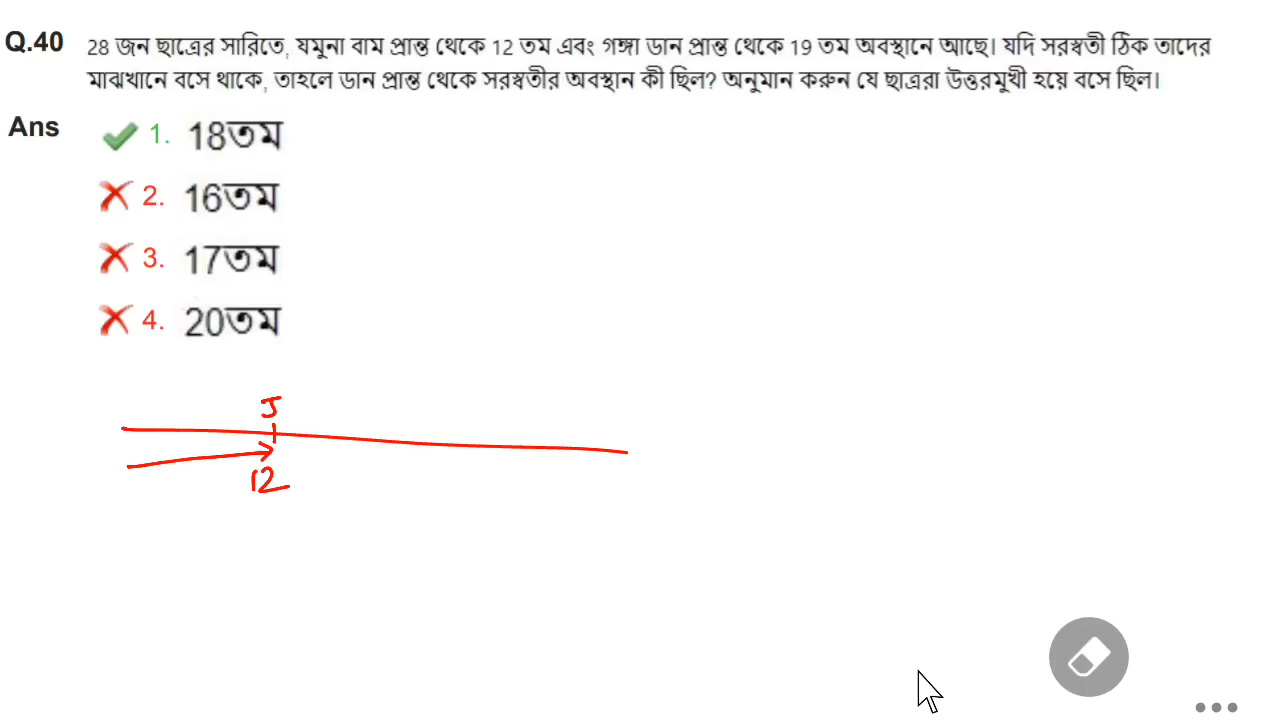 Q.40 28 জন ছাত্রের সারিতে, যমুনা বাম প্রান্ত থেকে 12 তম এবং গঙ্গা ডান প্রান্ত থেকে 19 তম অবস্থানে আছে। যদি সরস্বতী ঠিক তাদের
মাঝখানে বসে থাকে, তাহলে ডান প্রান্ত থেকে সরস্বতীর অবস্থান কী ছিল? অনুমান করুন যে ছাত্ররা উত্তরমুখী হয়ে বসে ছিল।
Ans 1. 18তম
2. 16তম
3. 17তম
4. 20তম
J
12